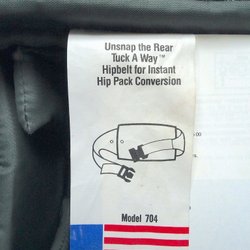 Unsnap the Rear
Tuck A Way™
Hipbelt for Instant
Hip Pack Conversion
Model 704